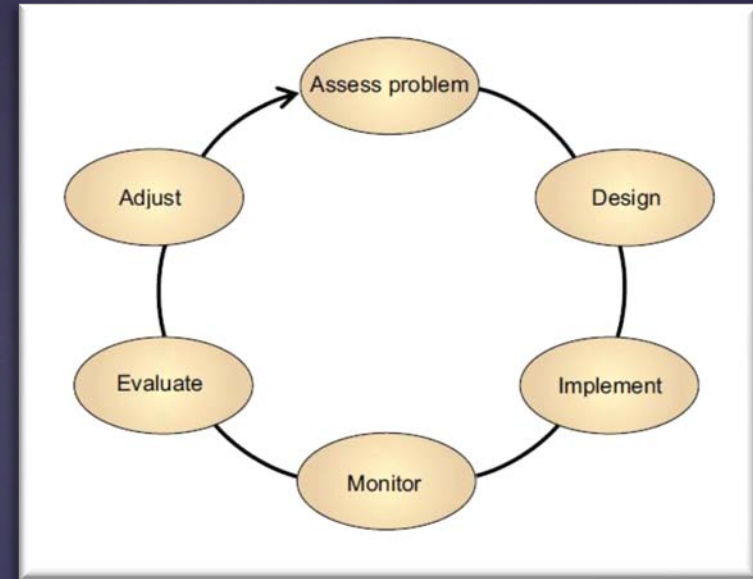 Assess problem
Design
Implement
Monitor
Evaluate
Adjust